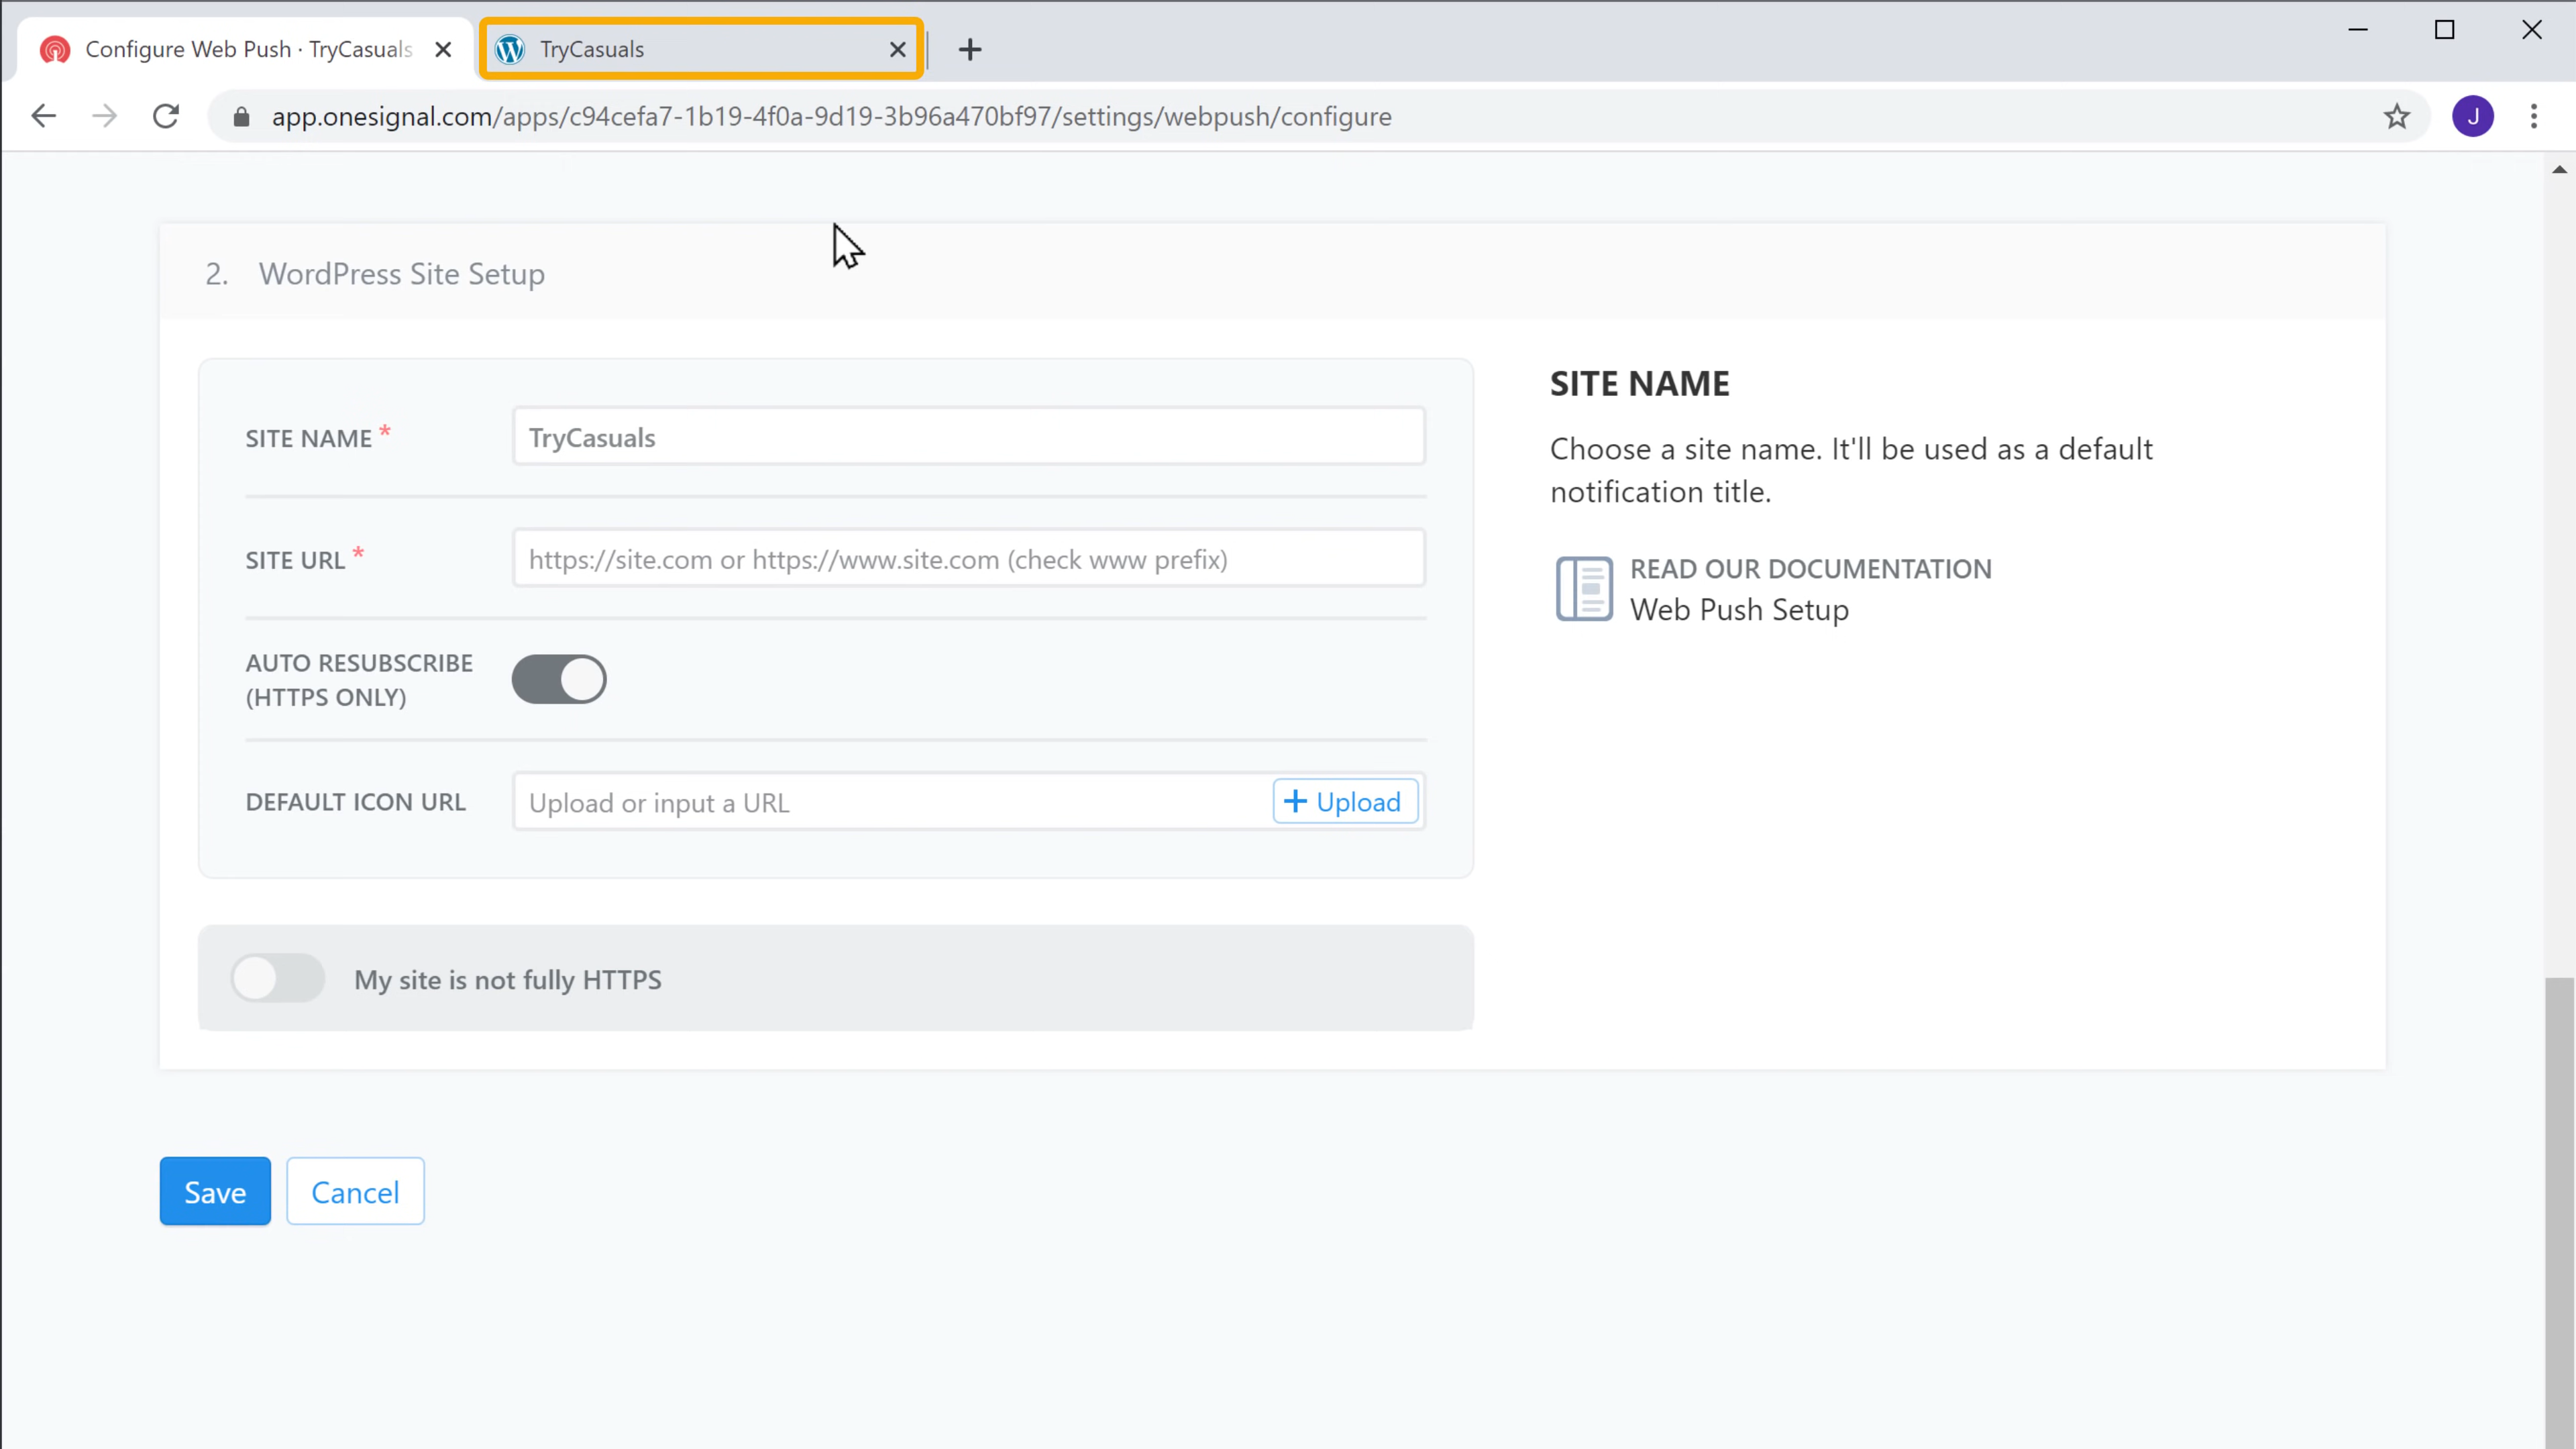 Configure Web Push · TryCasuals
TryCasuals
app.onesignal.com/apps/c94cefa7-1b19-4f0a-9d19-3b96a470bf97/settings/webpush/configure
J
2. WordPress Site Setup
SITE NAME *
TryCasuals
SITE URL *
https://site.com or https://www.site.com (check www prefix)
AUTO RESUBSCRIBE
(HTTPS ONLY)
DEFAULT ICON URL
Upload or input a URL
+ Upload
My site is not fully HTTPS
SITE NAME
Choose a site name. It'll be used as a default
notification title.
READ OUR DOCUMENTATION
Web Push Setup
Save
Cancel